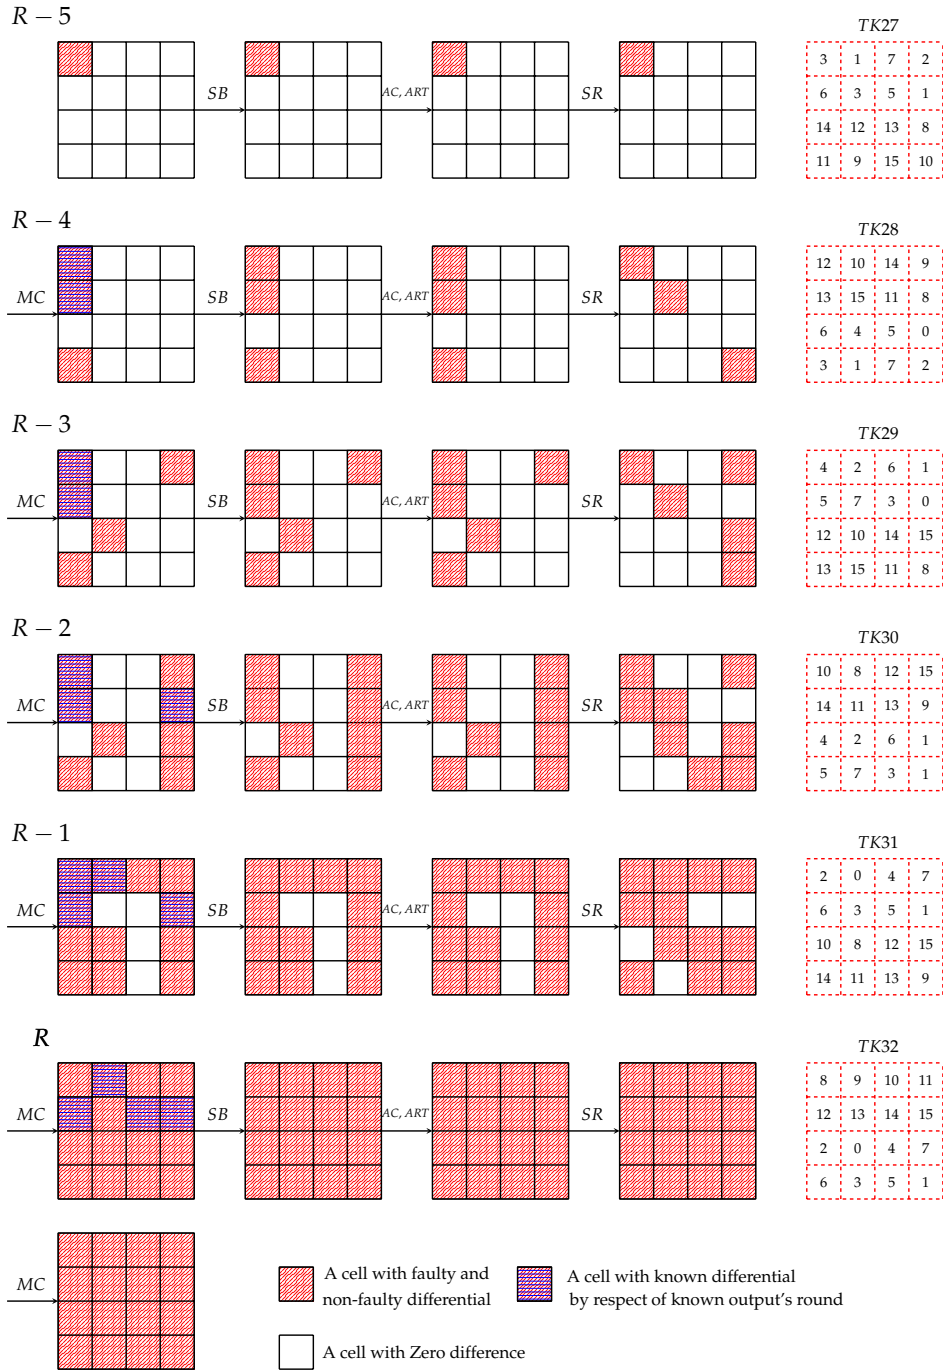 R − 5
TK27
SB
AC, ART
SR
3 1 7 2
6 3 5 1
14 12 13 8
11 9 15 10
R − 4
TK28
MC
SB
AC, ART
SR
12 10 14 9
13 15 11 8
6 4 5 0
3 1 7 2
R − 3
TK29
MC
SB
AC, ART
SR
4 2 6 1
5 7 3 0
12 10 14 15
13 15 11 8
R − 2
TK30
MC
SB
AC, ART
SR
10 8 12 15
14 11 13 9
4 2 6 1
5 7 3 1
R − 1
TK31
MC
SB
AC, ART
SR
2 0 4 7
6 3 5 1
10 8 12 15
14 11 13 9
R
TK32
MC
SB
AC, ART
SR
8 9 10 11
12 13 14 15
2 0 4 7
6 3 5 1
MC
A cell with faulty and
non-faulty differential
A cell with known differential
by respect of known output's round
A cell with Zero difference